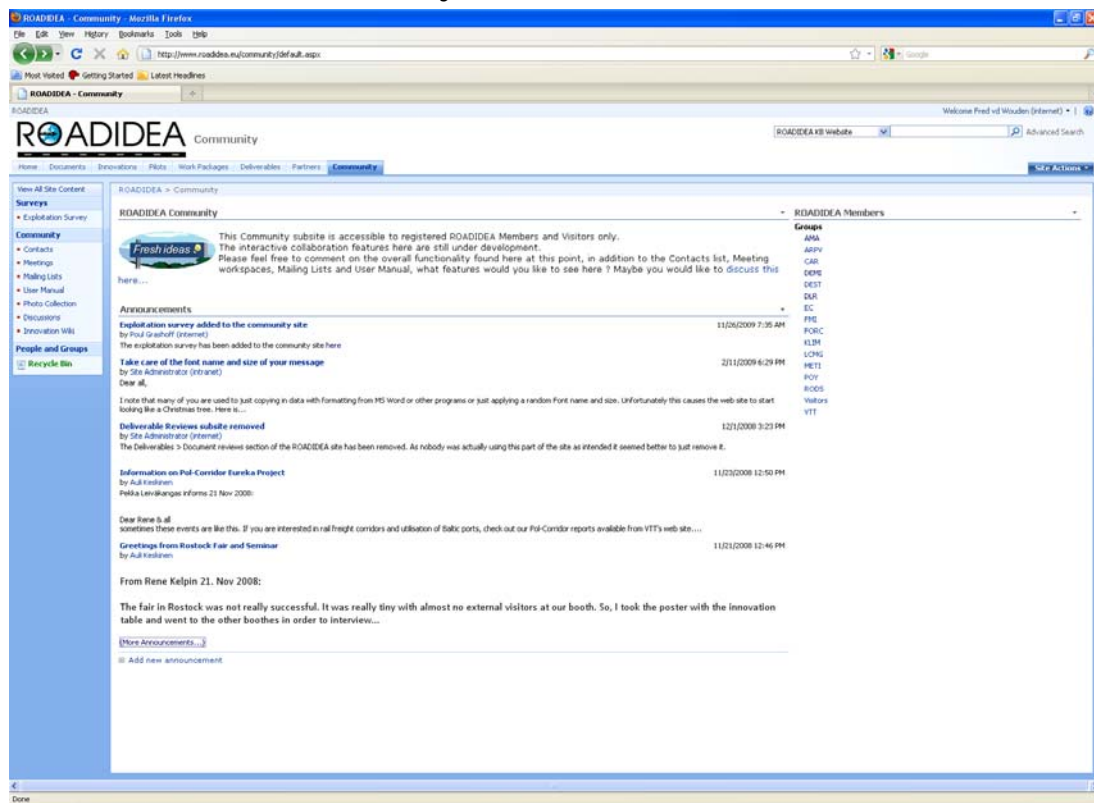 ROADIDEA - Community - Mozilla Firefox
File Edit View History Bookmarks Tools Help
http://www.roadidea.eu/community/default.aspx
Google
Most Visited Getting Started Latest Headlines
ROADIDEA - Community
ROADIDEA
Welcome Fred vd Wouden (internet)
ROADIDEA Community
ROADIDEA KB Website
Advanced Search
Home Documents Innovations Pilots Work Packages Deliverables Partners Community
Site Actions
View All Site Content
Surveys
Exploitation Survey
Community
Contacts
Meetings
Mailing Lists
User Manual
Photo Collection
Discussions
Innovation Wiki
People and Groups
Recycle Bin
ROADIDEA > Community
ROADIDEA Community
Fresh ideas
This Community subsite is accessible to registered ROADIDEA Members and Visitors only.
The interactive collaboration features here are still under development.
Please feel free to comment on the overall functionality found here at this point, in addition to the Contacts list, Meeting
workspaces, Mailing Lists and User Manual, what features would you like to see here ? Maybe you would like to discuss this
here...
Announcements
Exploitation survey added to the community site 11/26/2009 7:35 AM
by Poul Grashoff (internet)
The exploitation survey has been added to the community site here
Take care of the font name and size of your message 2/11/2009 6:29 PM
by Site Administrator (intranet)
Dear all,
I note that many of you are used to just copying in data with formatting from MS Word or other programs or just applying a random Font name and size. Unfortunately this causes the web site to start
looking like a Christmas tree. Here is...
Deliverable Reviews subsite removed 12/1/2008 3:23 PM
by Site Administrator (internet)
The Deliverables > Document reviews section of the ROADIDEA site has been removed. As nobody was actually using this part of the site as intended it seemed better to just remove it.
Information on Pol-Corridor Eureka Project 11/23/2008 12:50 PM
by Auli Keskinen
Pekka Leiväkangas informs 21 Nov 2008:
Dear Rene & all
sometimes these events are like this. If you are interested in rail freight corridors and utilisation of Baltic ports, check out our Pol-Corridor reports available from VTT's web site....
Greetings from Rostock Fair and Seminar 11/21/2008 12:46 PM
by Auli Keskinen
From Rene Kelpin 21. Nov 2008:
The fair in Rostock was not really successful. It was really tiny with almost no external visitors at our booth. So, I took the poster with the innovation
table and went to the other boothes in order to interview...
(More Announcements...)
Add new announcement
ROADIDEA Members
Groups
AMA
ARPV
CAR
DEMI
DEST
DLR
EC
FMI
FORC
KLIM
LCMG
METI
POY
RODS
Visitors
VTT
Done